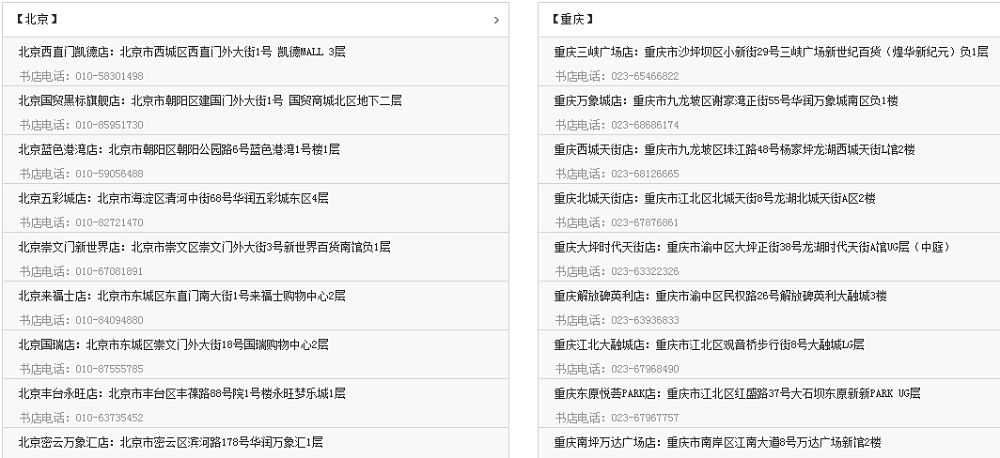 【北京】
北京西直门凯德店：北京市西城区西直门外大街1号 凯德MALL 3层
书店电话：010-58301498
北京国贸黑标旗舰店：北京市朝阳区建国门外大街1号 国贸商城北区地下二层
书店电话：010-85951730
北京蓝色港湾店：北京市朝阳区朝阳公园路6号蓝色港湾1号楼1层
书店电话：010-59056488
北京五彩城店：北京市海淀区清河中街68号华润五彩城东区4层
书店电话：010-82721470
北京崇文门新世界店：北京市崇文区崇文门外大街3号新世界百货南馆负1层
书店电话：010-67081891
北京来福士店：北京市东城区东直门南大街1号来福士购物中心2层
书店电话：010-84094880
北京国瑞店：北京市东城区崇文门外大街18号国瑞购物中心2层
书店电话：010-87555785
北京丰台永旺店：北京市丰台区丰葆路88号院1号楼永旺梦乐城1层
书店电话：010-63735452
北京密云万象汇店：北京市密云区滨河路178号华润万象汇1层
【重庆】
重庆三峡广场店：重庆市沙坪坝区小新街29号三峡广场新世纪百货（煌华新纪元）负1层
书店电话：023-65466822
重庆万象城店：重庆市九龙坡区谢家湾正街55号华润万象城南区负1楼
书店电话：023-68686174
重庆西城天街店：重庆市九龙坡区珠江路48号杨家坪龙湖西城天街L馆2楼
书店电话：023-68126665
重庆北城天街店：重庆市江北区北城天街8号龙湖北城天街A区2楼
书店电话：023-67876861
重庆大坪时代天街店：重庆市渝中区大坪正街38号龙湖时代天街A馆UG层（中庭）
书店电话：023-63322326
重庆解放碑英利店：重庆市渝中区民权路26号解放碑英利大融城3楼
书店电话：023-63936833
重庆江北大融城店：重庆市江北区观音桥步行街8号大融城LG层
书店电话：023-67968490
重庆东原悦荟PARK店：重庆市江北区红盛路37号大石坝东原新新PARK UG层
书店电话：023-67967757
重庆南坪万达广场店：重庆市南岸区江南大道8号万达广场新馆2楼